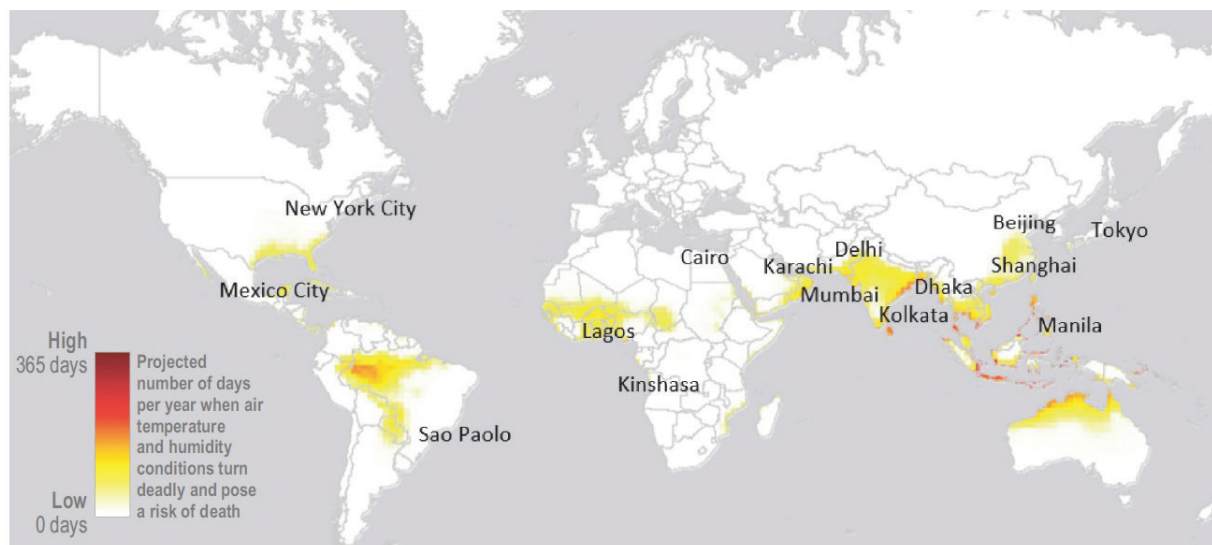 New York City
Beijing
Tokyo
Cairo
Delhi
Karachi
Shanghai
Mexico City
Mumbai
Dhaka
Kolkata
Lagos
Manila
Kinshasa
Sao Paolo
High
365 days
Low
0 days
Projected
number of days
per year when air
temperature
and humidity
conditions turn
deadly and pose
a risk of death